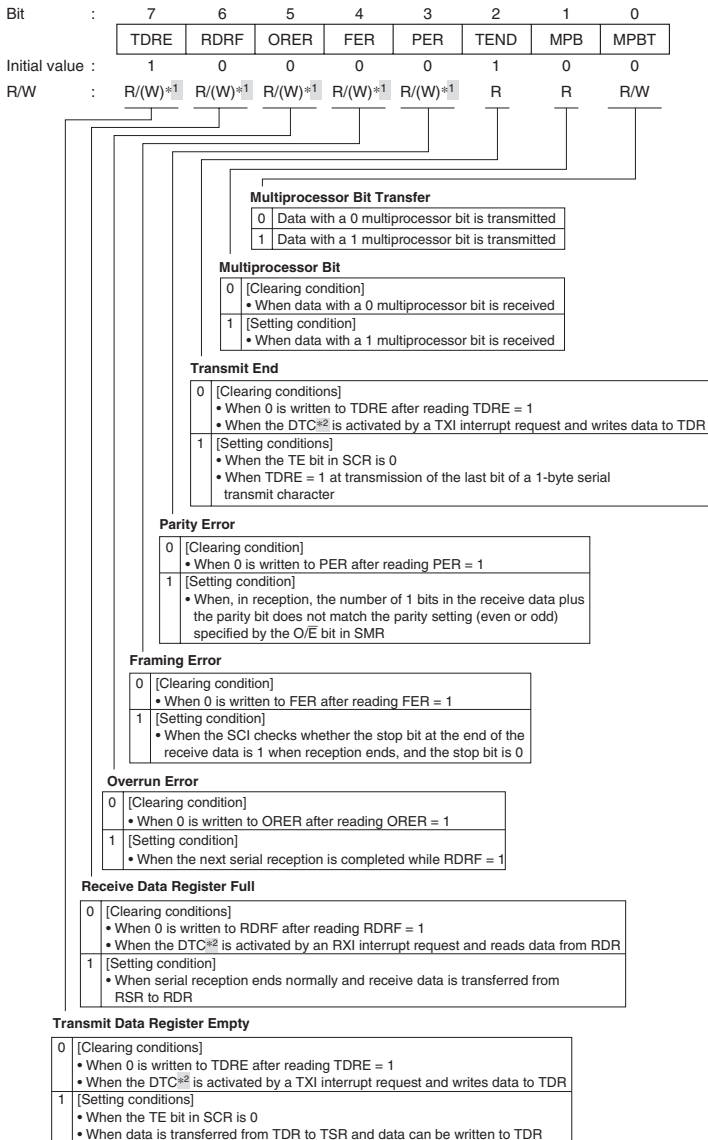 Bit : 7 6 5 4 3 2 1 0
TDRE RDRF ORER FER PER TEND MPB MPBT
Initial value : 1 0 0 0 0 1 0 0
R/W : R/(W)*1 R/(W)*1 R/(W)*1 R/(W)*1 R/(W)*1 R R R/W
Multiprocessor Bit Transfer
0 Data with a 0 multiprocessor bit is transmitted
1 Data with a 1 multiprocessor bit is transmitted
Multiprocessor Bit
0 [Clearing condition]
• When data with a 0 multiprocessor bit is received
1 [Setting condition]
• When data with a 1 multiprocessor bit is received
Transmit End
0 [Clearing conditions]
• When 0 is written to TDRE after reading TDRE = 1
• When the DTC*2 is activated by a TXI interrupt request and writes data to TDR
1 [Setting conditions]
• When the TE bit in SCR is 0
• When TDRE = 1 at transmission of the last bit of a 1-byte serial
transmit character
Parity Error
0 [Clearing condition]
• When 0 is written to PER after reading PER = 1
1 [Setting condition]
• When, in reception, the number of 1 bits in the receive data plus
the parity bit does not match the parity setting (even or odd)
specified by the O/E̅ bit in SMR
Framing Error
0 [Clearing condition]
• When 0 is written to FER after reading FER = 1
1 [Setting condition]
• When the SCI checks whether the stop bit at the end of the
receive data is 1 when reception ends, and the stop bit is 0
Overrun Error
0 [Clearing condition]
• When 0 is written to ORER after reading ORER = 1
1 [Setting condition]
• When the next serial reception is completed while RDRF = 1
Receive Data Register Full
0 [Clearing conditions]
• When 0 is written to RDRF after reading RDRF = 1
• When the DTC*2 is activated by an RXI interrupt request and reads data from RDR
1 [Setting condition]
• When serial reception ends normally and receive data is transferred from
RSR to RDR
Transmit Data Register Empty
0 [Clearing conditions]
• When 0 is written to TDRE after reading TDRE = 1
• When the DTC*2 is activated by a TXI interrupt request and writes data to TDR
1 [Setting conditions]
• When the TE bit in SCR is 0
• When data is transferred from TDR to TSR and data can be written to TDR